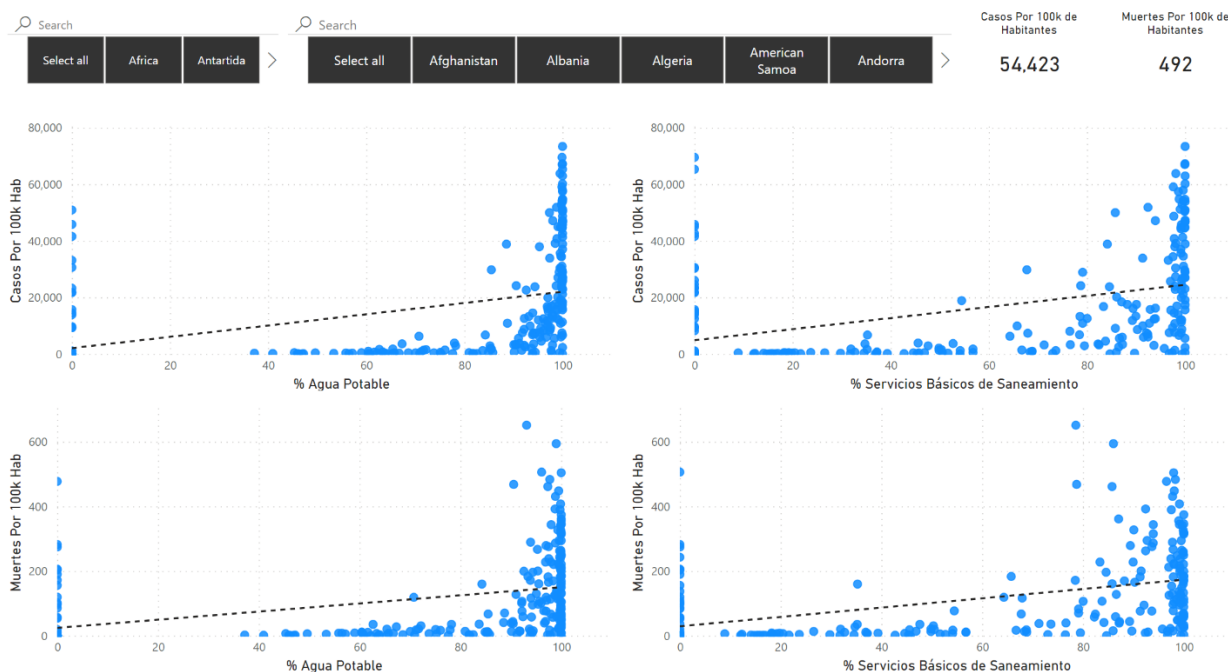 Search
Select all
Africa
Antartida
Search
Select all
Afghanistan
Albania
Algeria
American
Samoa
Andorra
Casos Por 100k de
Habitantes
54,423
Muertes Por 100k de
Habitantes
492
80,000
60,000
40,000
20,000
0
Casos Por 100k Hab
0 20 40 60 80 100
% Agua Potable
80,000
60,000
40,000
20,000
0
Casos Por 100k Hab
0 20 40 60 80 100
% Servicios Básicos de Saneamiento
600
400
200
0
Muertes Por 100k Hab
0 20 40 60 80 100
% Agua Potable
600
400
200
0
Muertes Por 100k Hab
0 20 40 60 80 100
% Servicios Básicos de Saneamiento